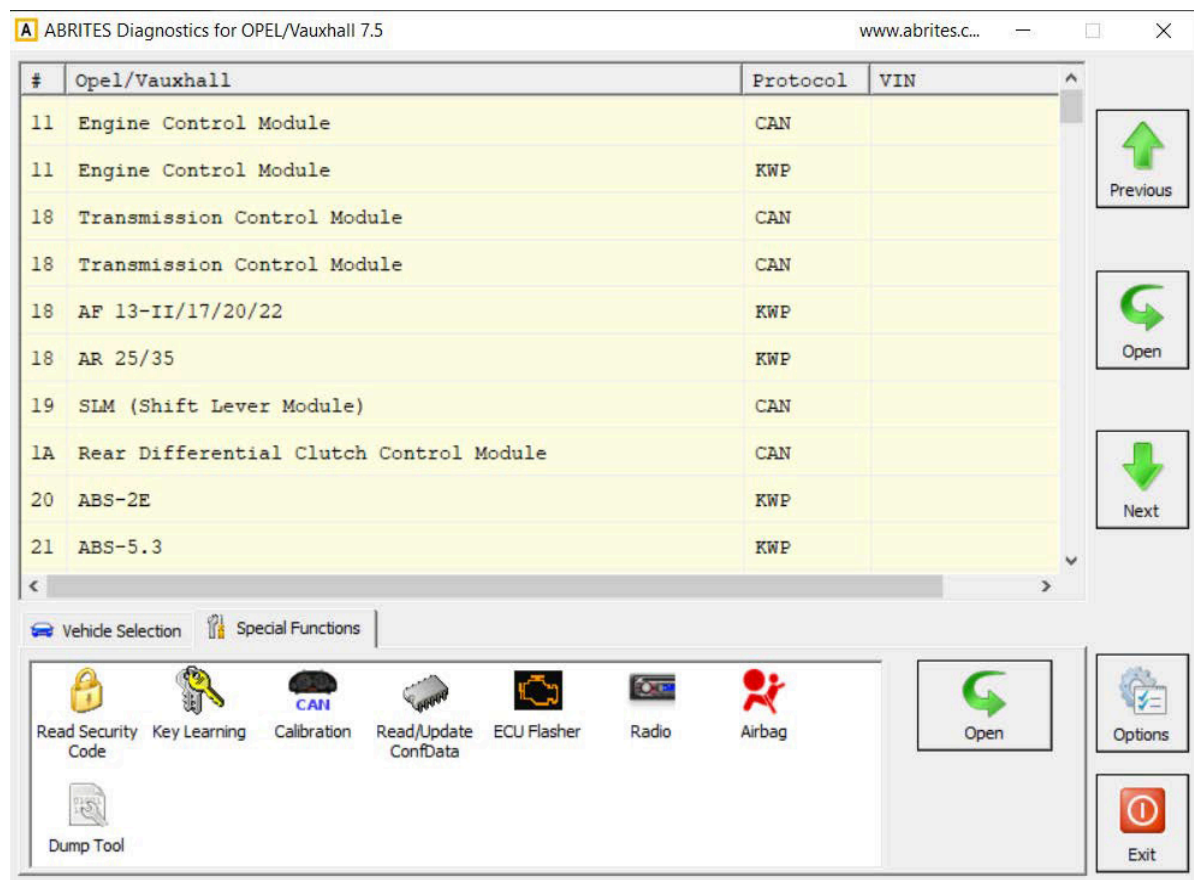 A ABRITES Diagnostics for OPEL/Vauxhall 7.5 www.abrites.c...
# Opel/Vauxhall Protocol VIN
11 Engine Control Module CAN
11 Engine Control Module KWP
18 Transmission Control Module CAN
18 Transmission Control Module CAN
18 AF 13-II/17/20/22 KWP
18 AR 25/35 KWP
19 SLM (Shift Lever Module) CAN
1A Rear Differential Clutch Control Module CAN
20 ABS-2E KWP
21 ABS-5.3 KWP
Previous
Open
Next
Vehicle Selection Special Functions
CAN
Read Security Code
Key Learning
Calibration
Read/Update ConfData
ECU Flasher
Radio
Airbag
Dump Tool
Open
Options
Exit